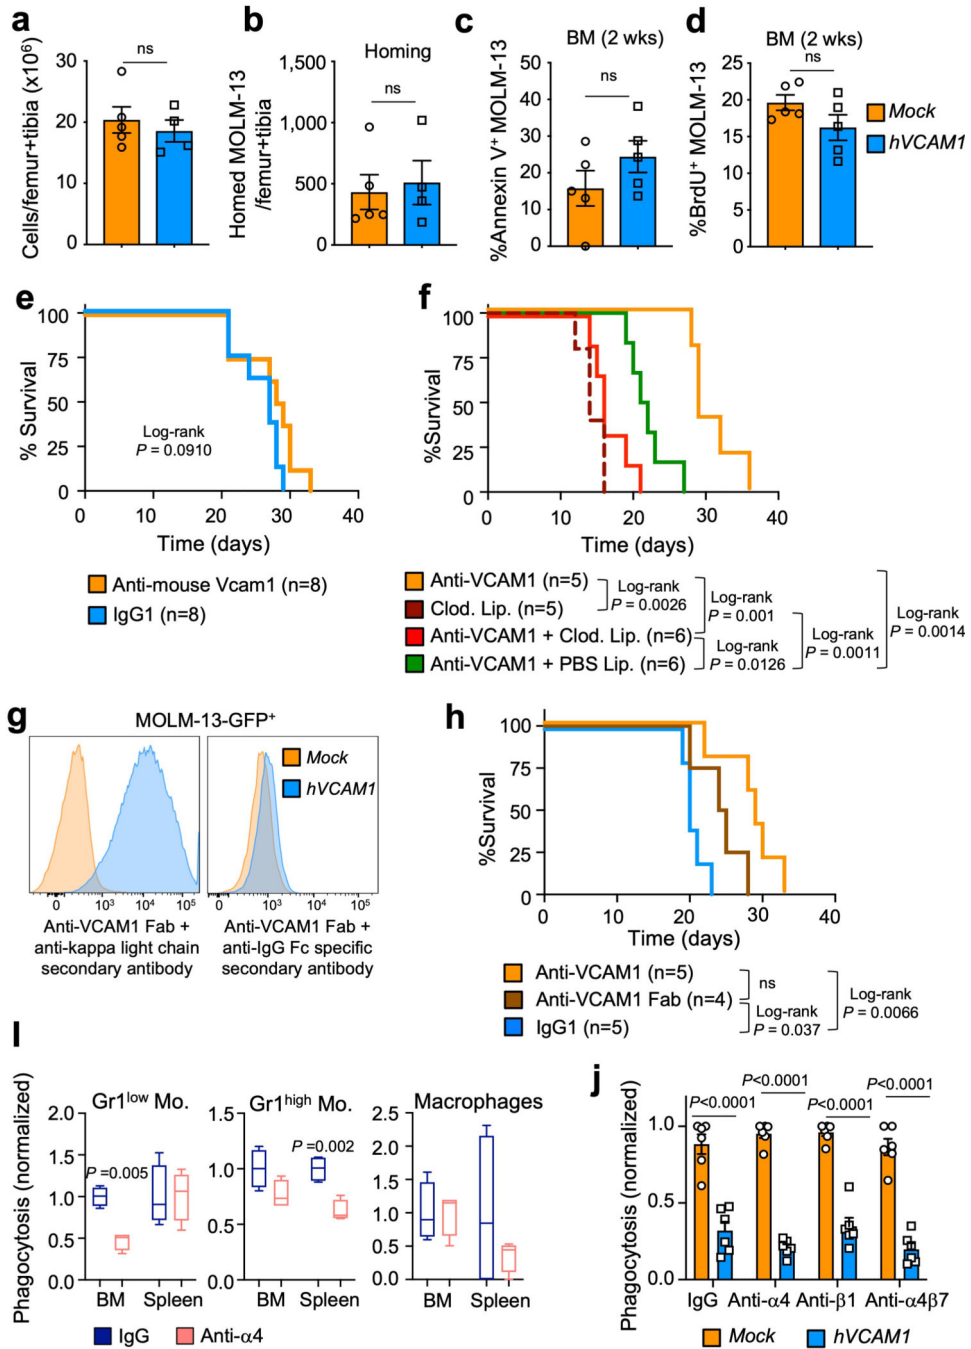 a
Cells/femur+tibia (x10⁶)
30
20
10
0
ns
b
Homing
Homed MOLM-13
/femur+tibia
1,500
1,000
500
0
ns
c
BM (2 wks)
%Annexin V⁺ MOLM-13
50
40
30
20
10
0
ns
d
BM (2 wks)
%BrdU⁺ MOLM-13
25
20
15
10
5
0
ns
Mock
hVCAM1
e
% Survival
100
75
50
25
0
Log-rank
P = 0.0910
0 10 20 30 40
Time (days)
Anti-mouse Vcam1 (n=8)
IgG1 (n=8)
f
%Survival
100
75
50
25
0
0 10 20 30 40
Time (days)
Anti-VCAM1 (n=5)
Clod. Lip. (n=5)
Anti-VCAM1 + Clod. Lip. (n=6)
Anti-VCAM1 + PBS Lip. (n=6)
Log-rank
P = 0.0026
Log-rank
P = 0.001
Log-rank
P = 0.0126
Log-rank
P = 0.0011
Log-rank
P = 0.0014
g
MOLM-13-GFP⁺
Mock
hVCAM1
0 10³ 10⁴ 10⁵
Anti-VCAM1 Fab +
anti-kappa light chain
secondary antibody
0 10³ 10⁴ 10⁵
Anti-VCAM1 Fab +
anti-IgG Fc specific
secondary antibody
h
%Survival
100
75
50
25
0
0 10 20 30 40
Time (days)
Anti-VCAM1 (n=5)
Anti-VCAM1 Fab (n=4)
IgG1 (n=5)
ns
Log-rank
P = 0.037
Log-rank
P = 0.0066
I
Phagocytosis (normalized)
Gr1ˡᵒʷ Mo.
2.0
1.5
1.0
0.5
0.0
P =0.005
BM Spleen
Gr1ʰⁱᵍʰ Mo.
1.5
1.0
0.5
0.0
P =0.002
BM Spleen
Macrophages
2.5
2.0
1.5
1.0
0.5
0.0
BM Spleen
IgG
Anti-α4
j
Phagocytosis (normalized)
1.0
0.5
0.0
P<0.0001
P<0.0001
P<0.0001
P<0.0001
IgG Anti-α4 Anti-β1 Anti-α4β7
Mock
hVCAM1